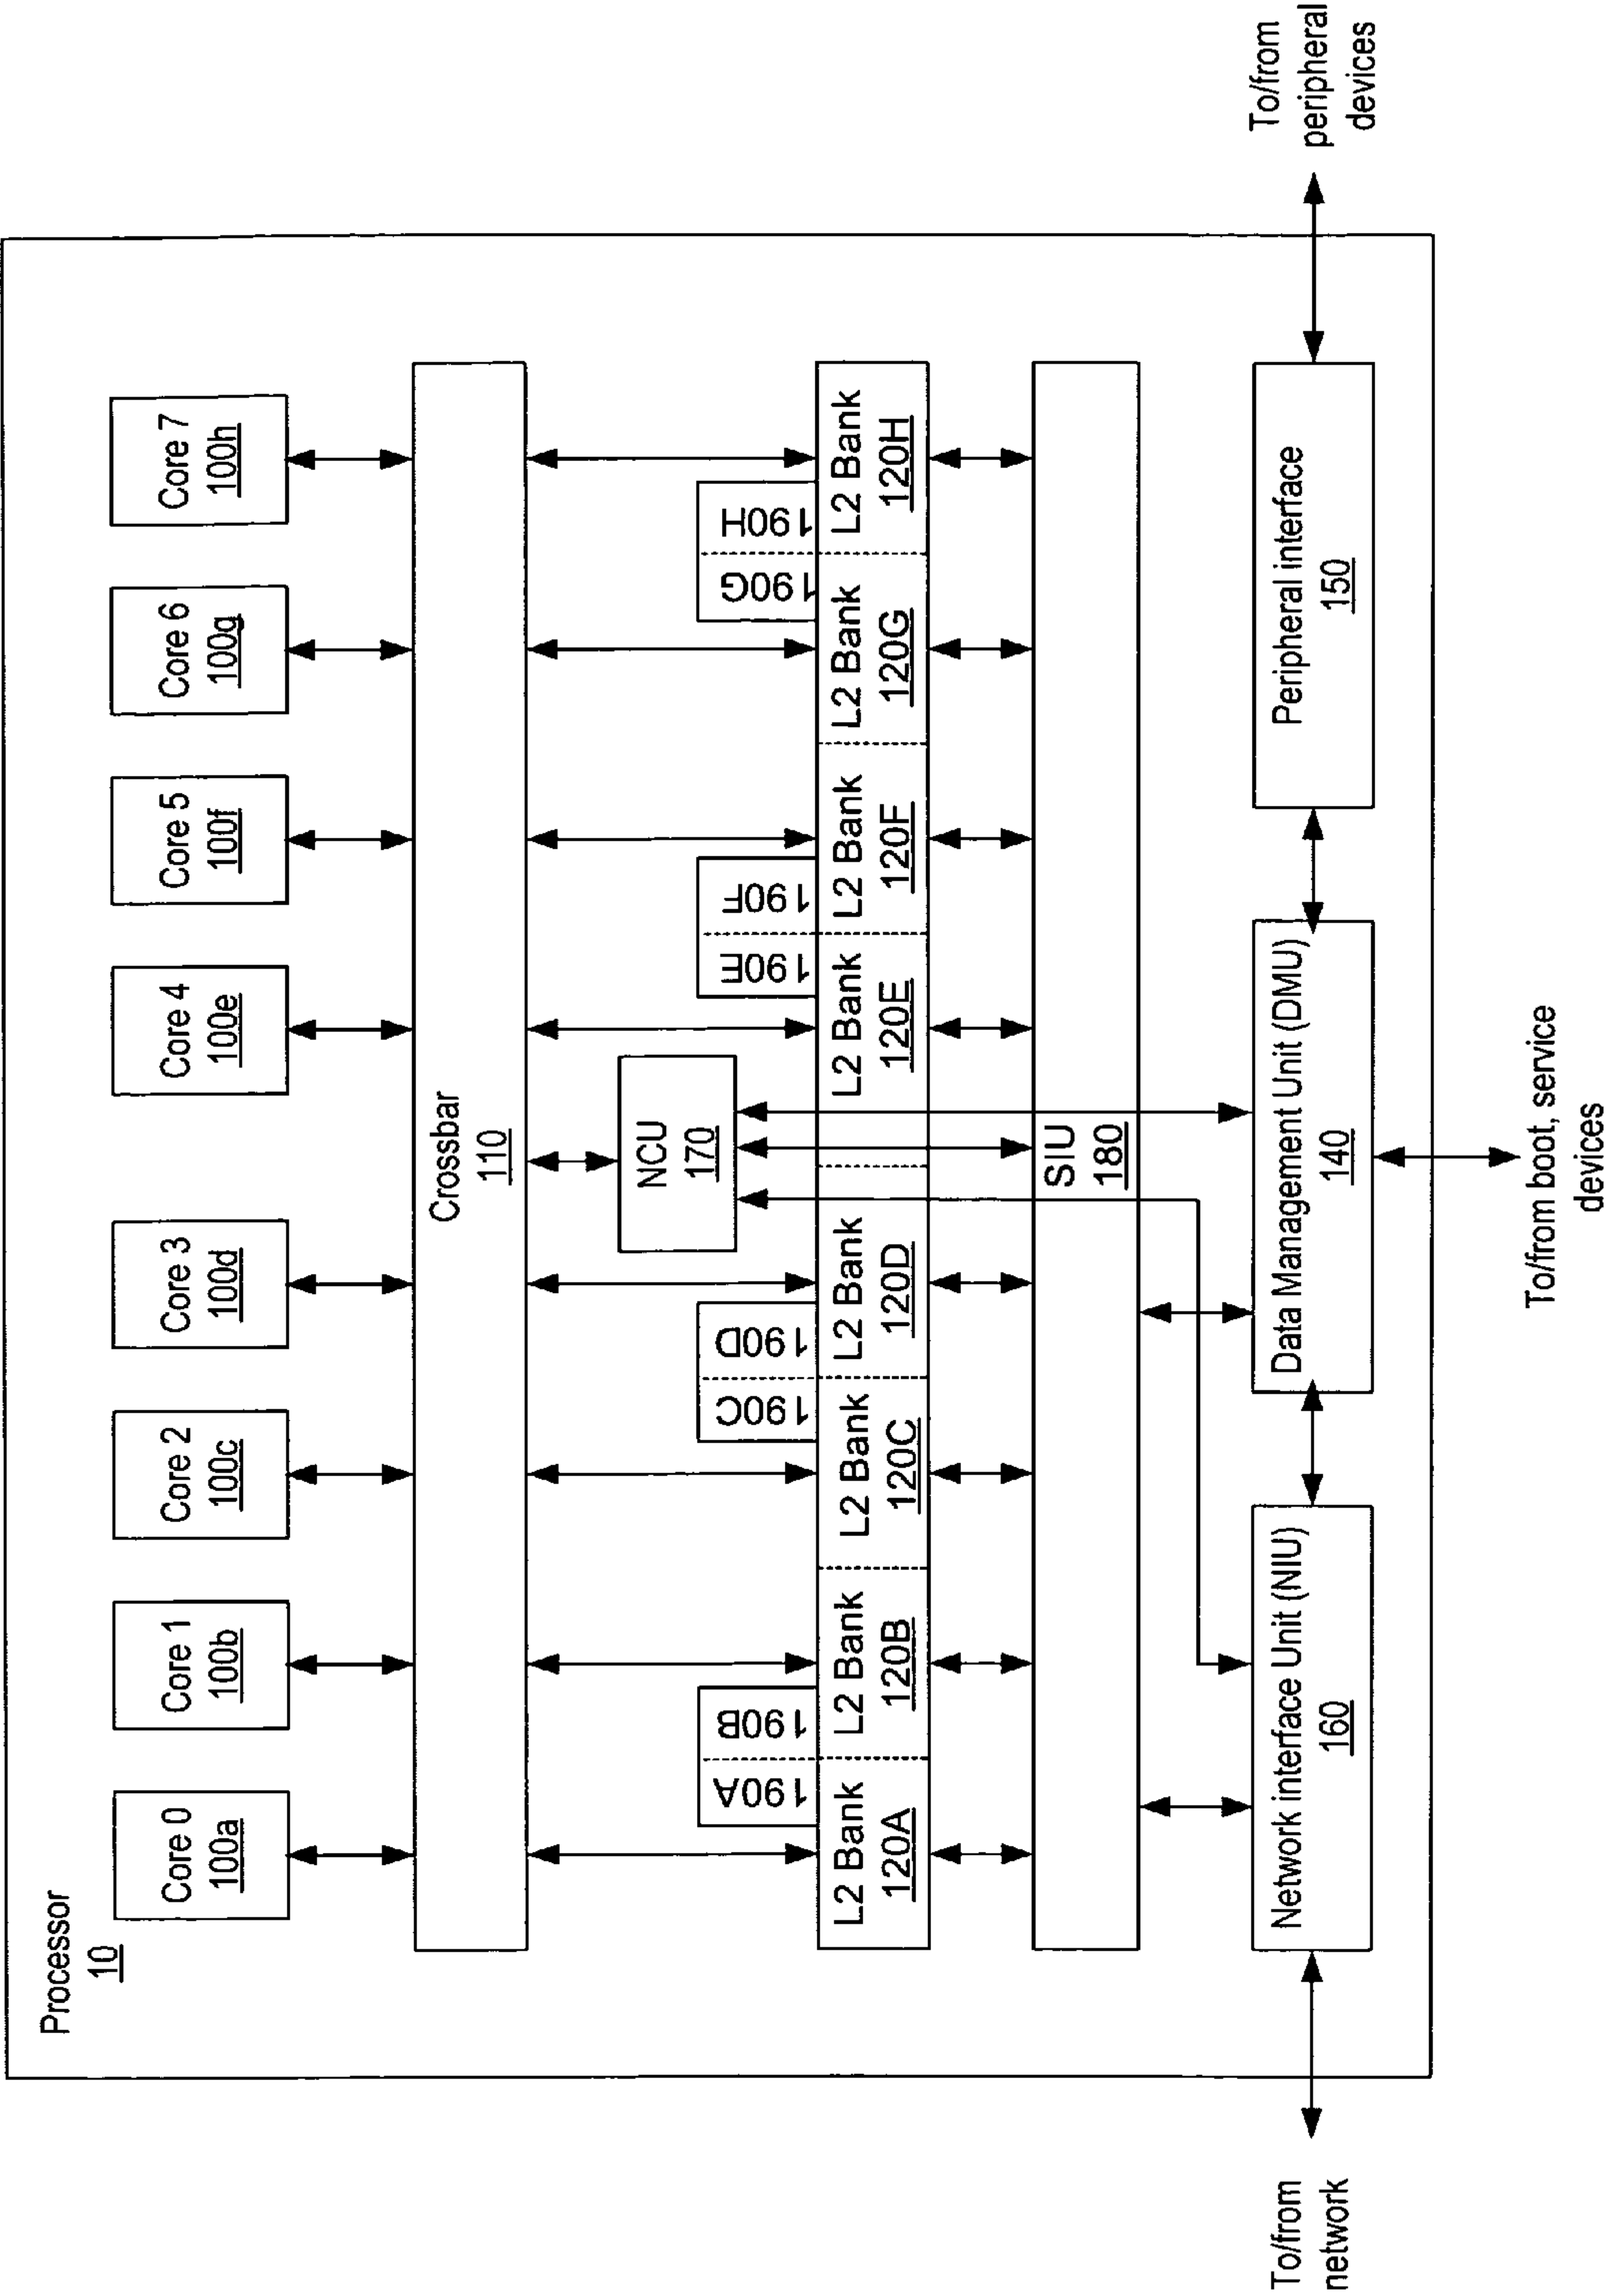 Processor
10
Core 0
100a
Core 1
100b
Core 2
100c
Core 3
100d
Core 4
100e
Core 5
100f
Core 6
100g
Core 7
100h
Crossbar
110
NCU
170
190A
190B
190C
190D
190E
190F
190G
190H
L2 Bank
120A
L2 Bank
120B
L2 Bank
120C
L2 Bank
120D
L2 Bank
120E
L2 Bank
120F
L2 Bank
120G
L2 Bank
120H
SIU
180
To/from
network
Network interface Unit (NIU)
160
Data Management Unit (DMU)
140
Peripheral interface
150
To/from
peripheral
devices
To/from boot, service
devices